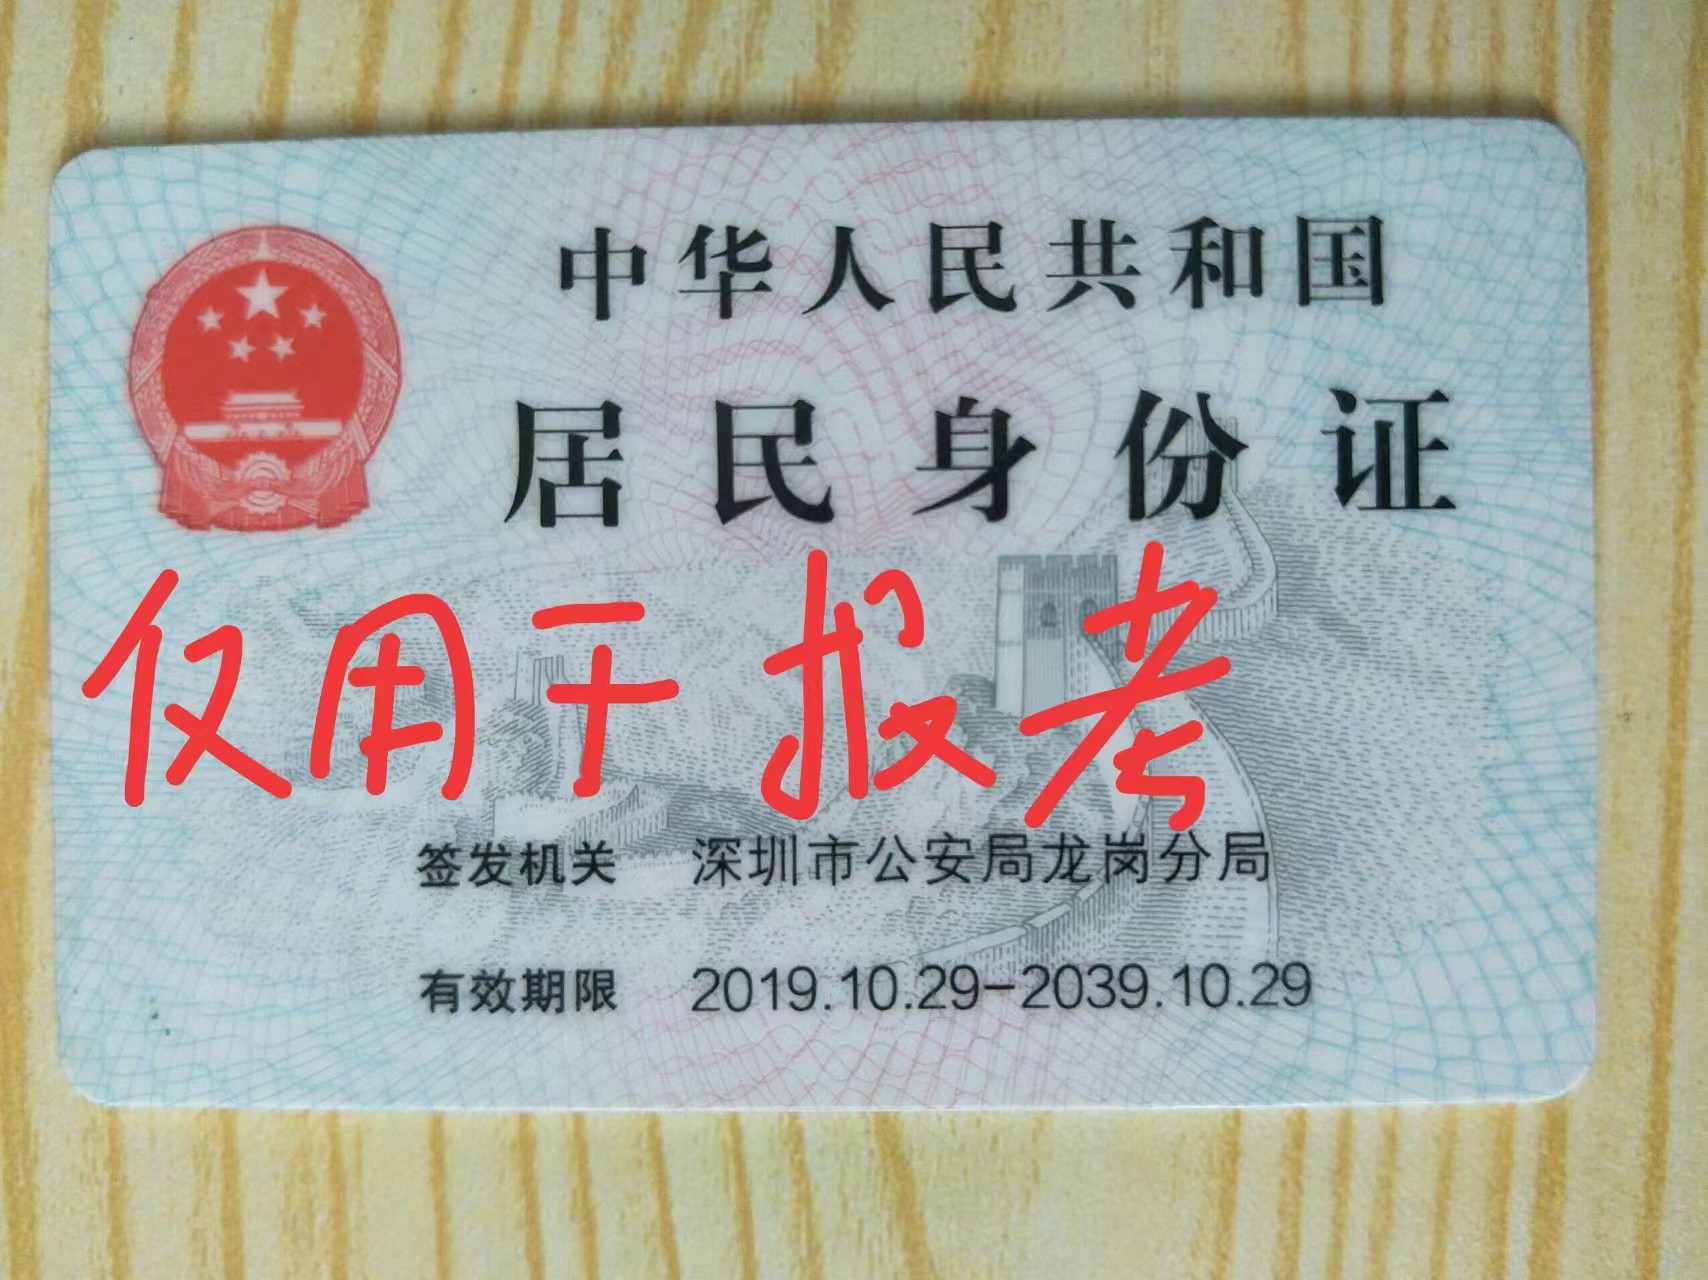 中华人民共和国
居民身份证
仅用于报考
签发机关 深圳市公安局龙岗分局
有效期限 2019.10.29-2039.10.29